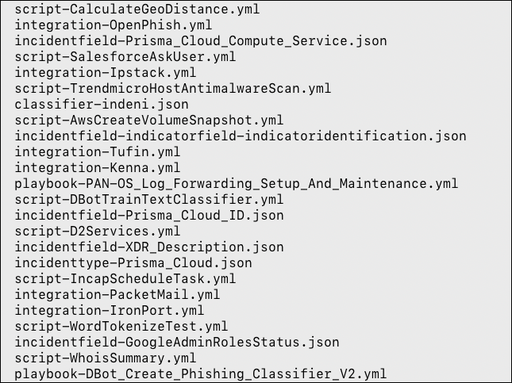 script-CalculateGeoDistance.yml
integration-OpenPhish.yml
incidentfield-Prisma_Cloud_Compute_Service.json
script-SalesforceAskUser.yml
integration-Ipstack.yml
script-TrendmicroHostAntimalwareScan.yml
classifier-indeni.json
script-AwsCreateVolumeSnapshot.yml
incidentfield-indicatorfield-indicatoridentification.json
integration-Tufin.yml
integration-Kenna.yml
playbook-PAN-OS_Log_Forwarding_Setup_And_Maintenance.yml
script-DBotTrainTextClassifier.yml
incidentfield-Prisma_Cloud_ID.json
script-D2Services.yml
incidentfield-XDR_Description.json
incidenttype-Prisma_Cloud.json
script-IncapScheduleTask.yml
integration-PacketMail.yml
integration-IronPort.yml
script-WordTokenizeTest.yml
incidentfield-GoogleAdminRolesStatus.json
script-WhoisSummary.yml
playbook-DBot_Create_Phishing_Classifier_V2.yml